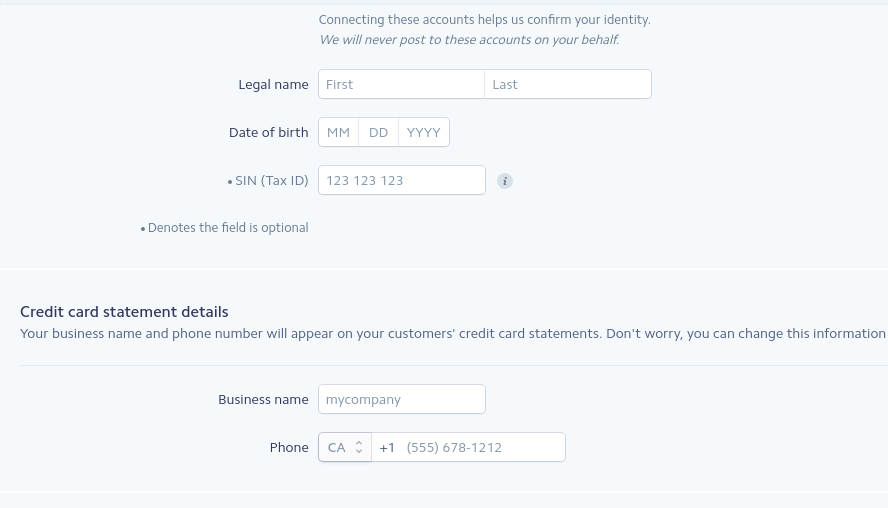 Connecting these accounts helps us confirm your identity.
We will never post to these accounts on your behalf.
Legal name First Last
Date of birth MM DD YYYY
• SIN (Tax ID) 123 123 123 i
• Denotes the field is optional
Credit card statement details
Your business name and phone number will appear on your customers' credit card statements. Don't worry, you can change this information
Business name mycompany
Phone CA +1 (555) 678-1212